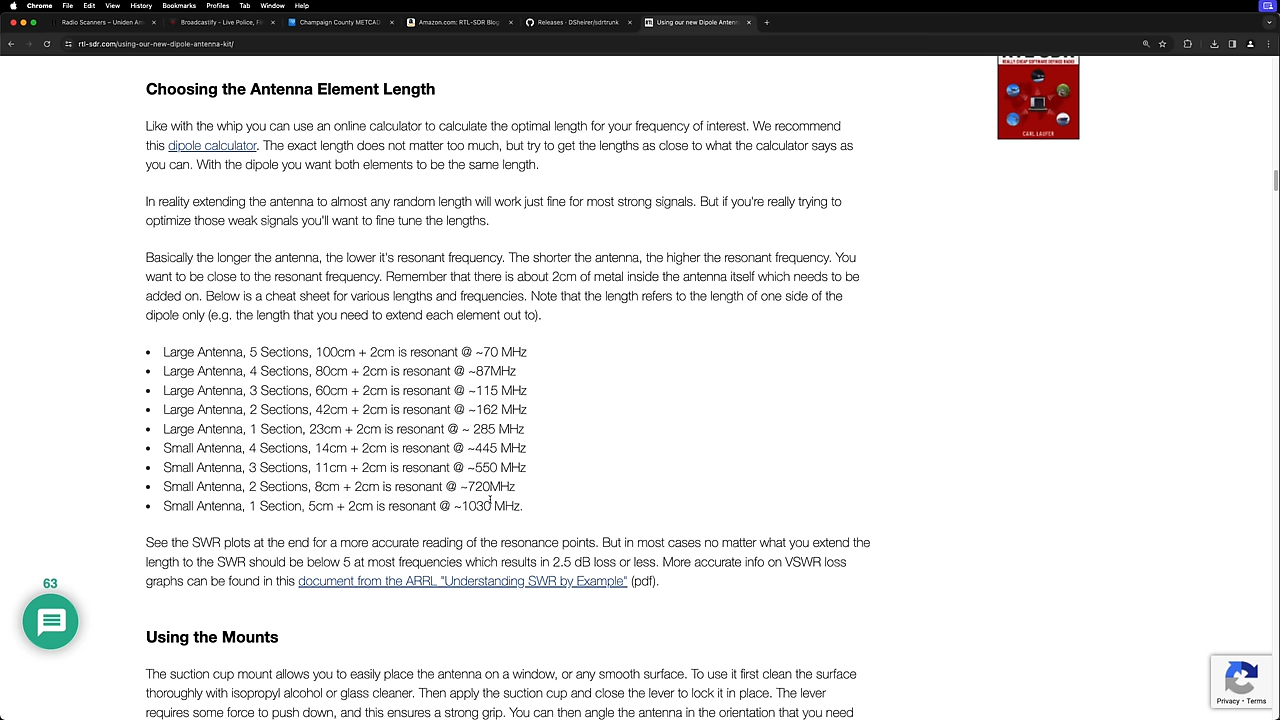 Chrome File Edit View History Bookmarks Profiles Tab Window Help
Radio Scanners – Uniden Am
Broadcastify - Live Police, Fi
Champaign County METCAD
Amazon.com: RTL-SDR Blog
Releases · DSheirer/sdrtrunk
Using our new Dipole Antenna
rtl-sdr.com/using-our-new-dipole-antenna-kit/
REALLY CHEAP SOFTWARE DEFINED RADIO
CARL LAUFER
Choosing the Antenna Element Length
Like with the whip you can use an online calculator to calculate the optimal length for your frequency of interest. We recommend
this dipole calculator. The exact length does not matter too much, but try to get the lengths as close to what the calculator says as
you can. With the dipole you want both elements to be the same length.
In reality extending the antenna to almost any random length will work just fine for most strong signals. But if you're really trying to
optimize those weak signals you'll want to fine tune the lengths.
Basically the longer the antenna, the lower it's resonant frequency. The shorter the antenna, the higher the resonant frequency. You
want to be close to the resonant frequency. Remember that there is about 2cm of metal inside the antenna itself which needs to be
added on. Below is a cheat sheet for various lengths and frequencies. Note that the length refers to the length of one side of the
dipole only (e.g. the length that you need to extend each element out to).
• Large Antenna, 5 Sections, 100cm + 2cm is resonant @ ~70 MHz
• Large Antenna, 4 Sections, 80cm + 2cm is resonant @ ~87MHz
• Large Antenna, 3 Sections, 60cm + 2cm is resonant @ ~115 MHz
• Large Antenna, 2 Sections, 42cm + 2cm is resonant @ ~162 MHz
• Large Antenna, 1 Section, 23cm + 2cm is resonant @ ~ 285 MHz
• Small Antenna, 4 Sections, 14cm + 2cm is resonant @ ~445 MHz
• Small Antenna, 3 Sections, 11cm + 2cm is resonant @ ~550 MHz
• Small Antenna, 2 Sections, 8cm + 2cm is resonant @ ~720MHz
• Small Antenna, 1 Section, 5cm + 2cm is resonant @ ~1030 MHz.
See the SWR plots at the end for a more accurate reading of the resonance points. But in most cases no matter what you extend the
length to the SWR should be below 5 at most frequencies which results in 2.5 dB loss or less. More accurate info on VSWR loss
graphs can be found in this document from the ARRL "Understanding SWR by Example" (pdf).
63
Using the Mounts
The suction cup mount allows you to easily place the antenna on a window or any smooth surface. To use it first clean the surface
thoroughly with isopropyl alcohol or glass cleaner. Then apply the suction cup and close the lever to lock it in place. The lever
requires some force to push down, and this ensures a strong grip. You can then angle the antenna in the orientation that you need
Privacy - Terms